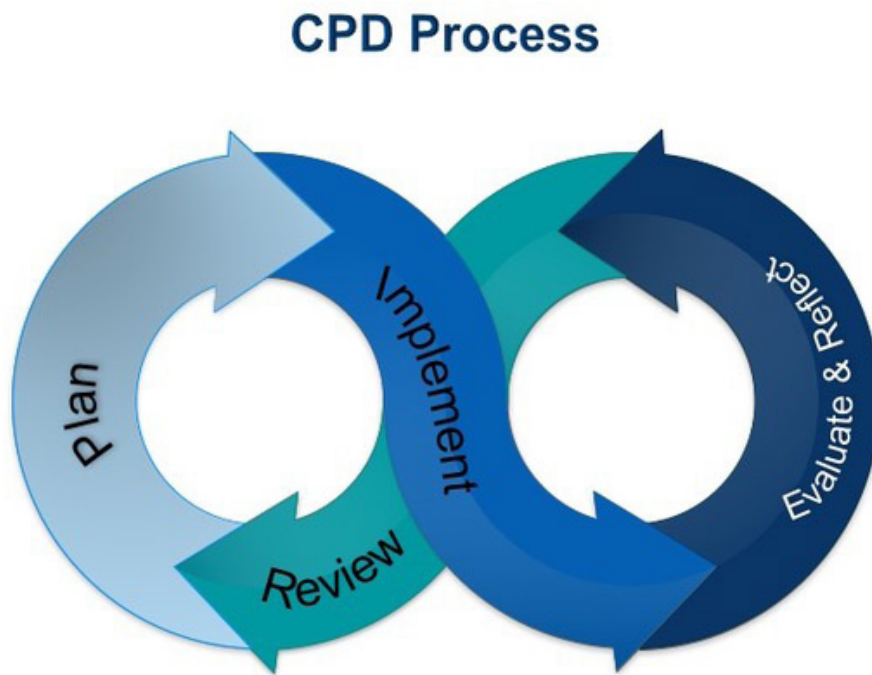 CPD Process
Plan
Implement
Evaluate & Reflect
Review